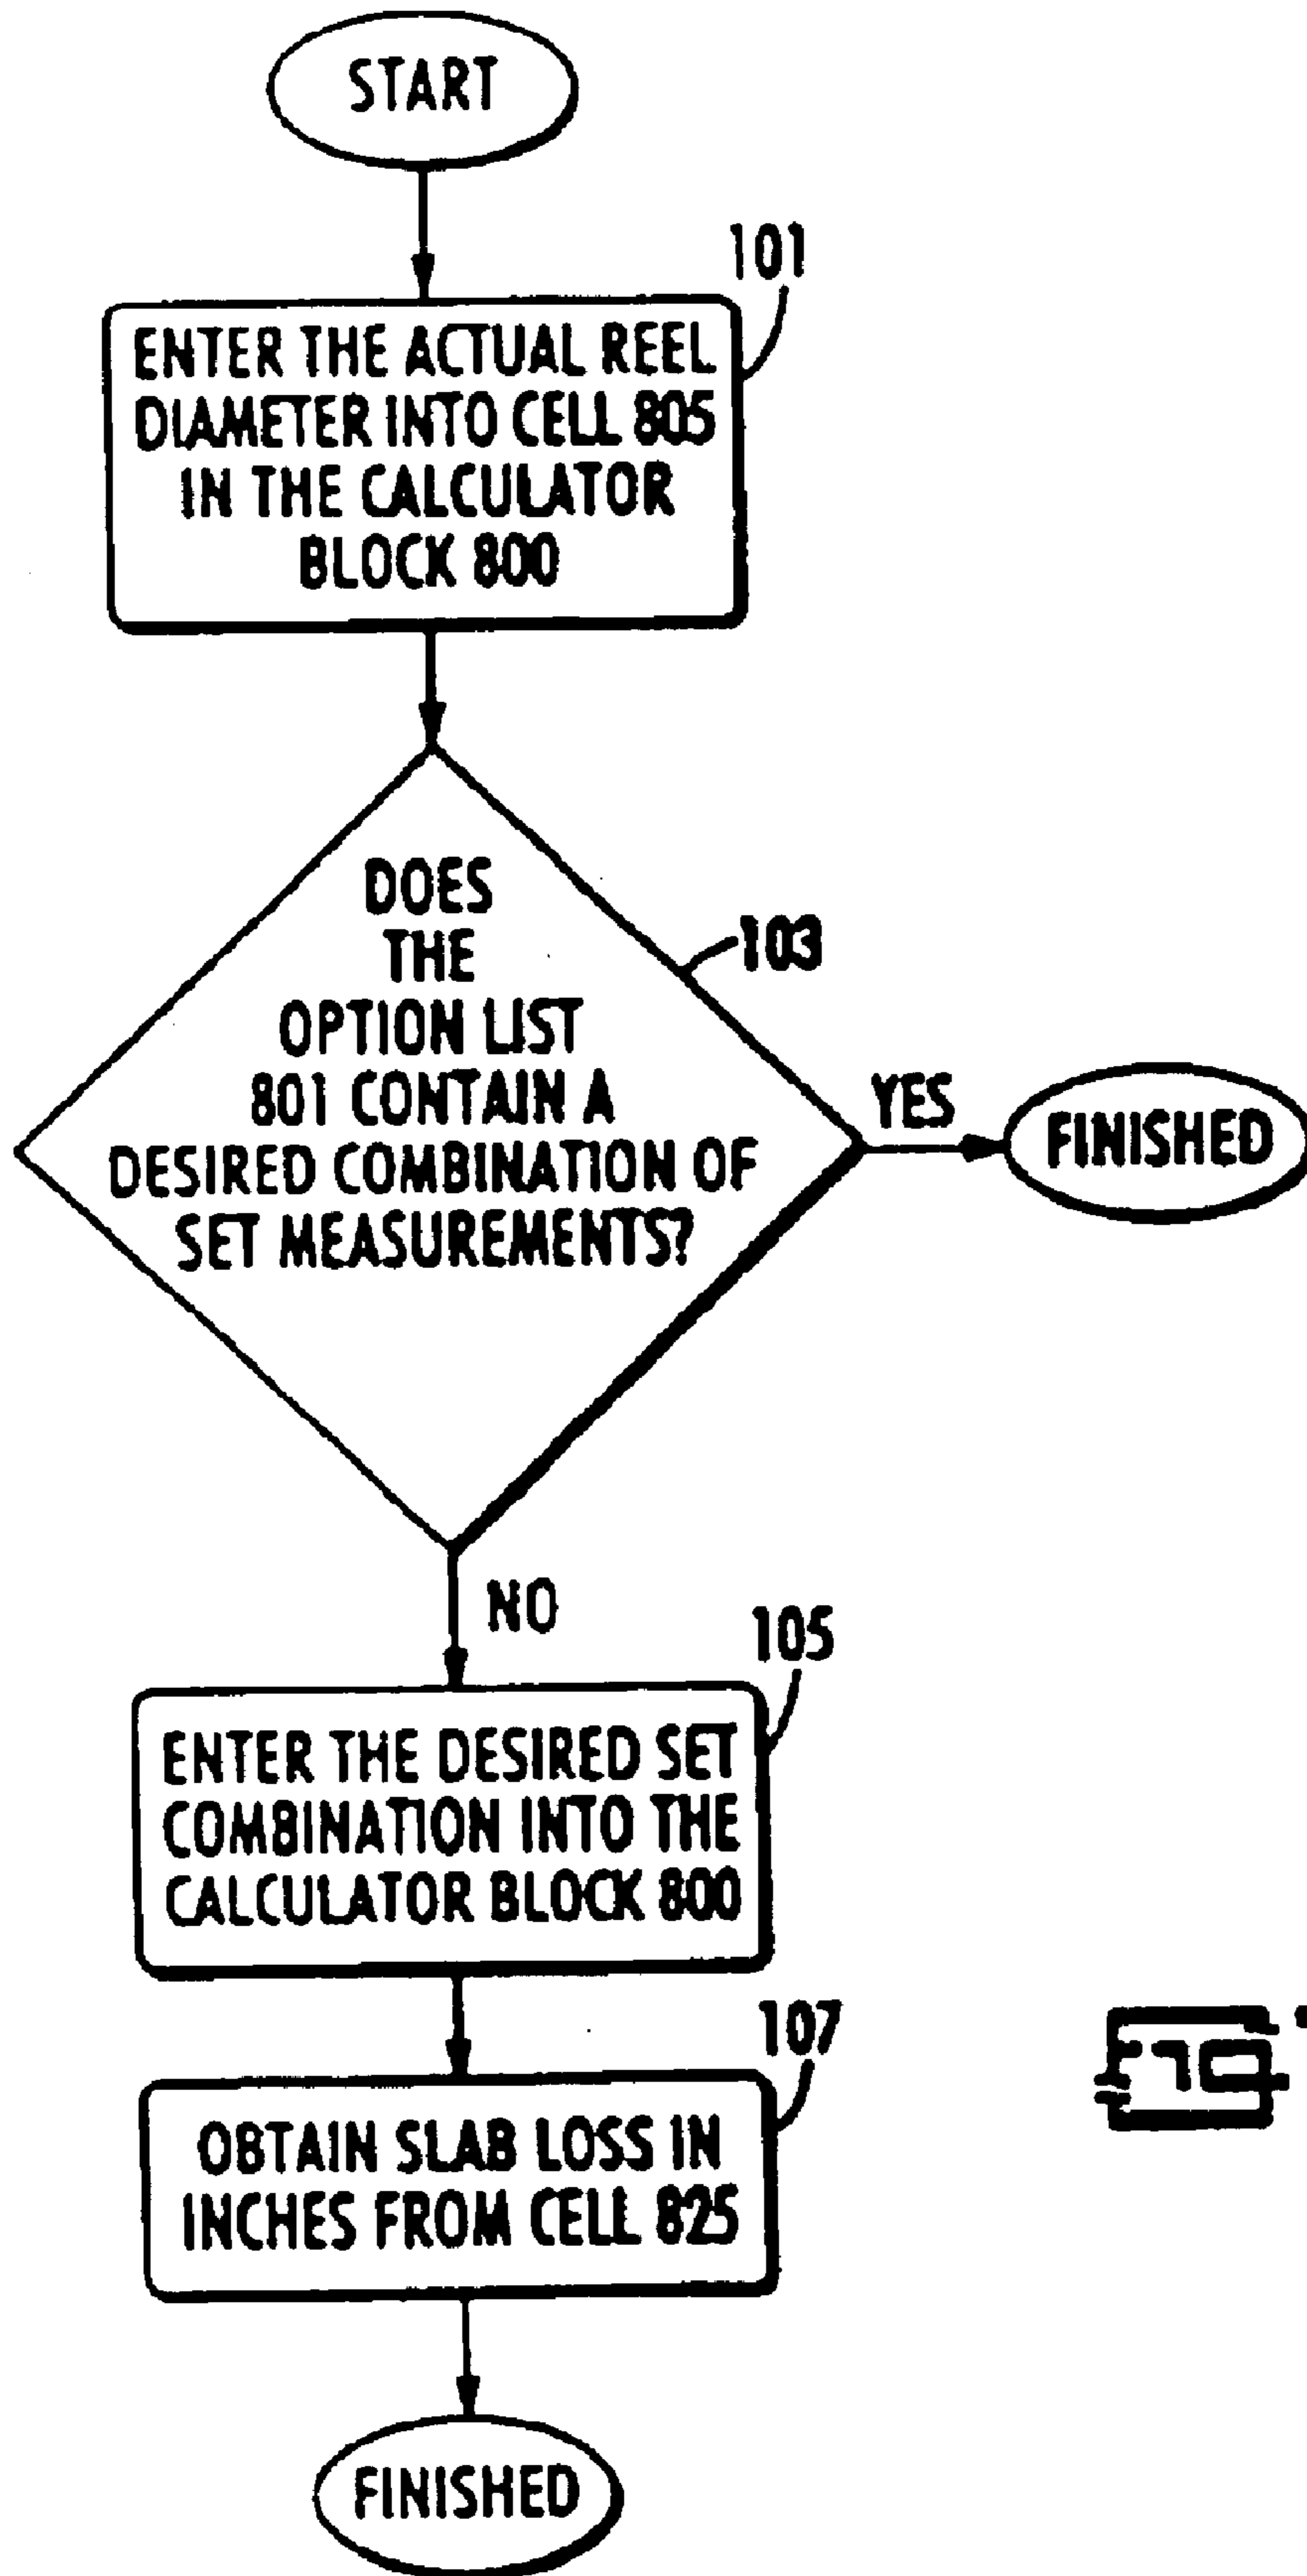 START
101
ENTER THE ACTUAL REEL
DIAMETER INTO CELL 805
IN THE CALCULATOR
BLOCK 800
DOES
THE
OPTION LIST
801 CONTAIN A
DESIRED COMBINATION OF
SET MEASUREMENTS?
103
YES
FINISHED
NO
105
ENTER THE DESIRED SET
COMBINATION INTO THE
CALCULATOR BLOCK 800
107
OBTAIN SLAB LOSS IN
INCHES FROM CELL 825
FINISHED